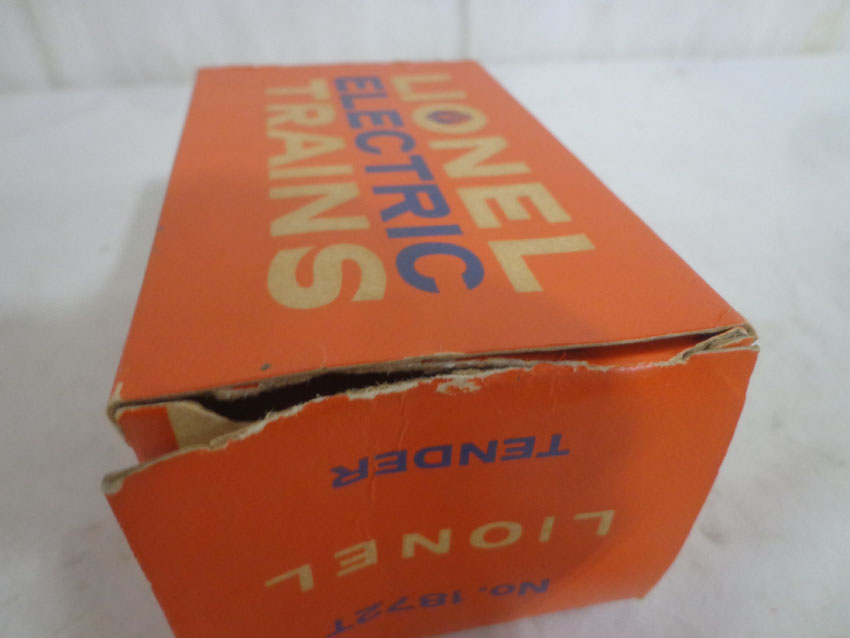 LIONEL
ELECTRIC
TRAINS
No. 1872T
LIONEL
TENDER